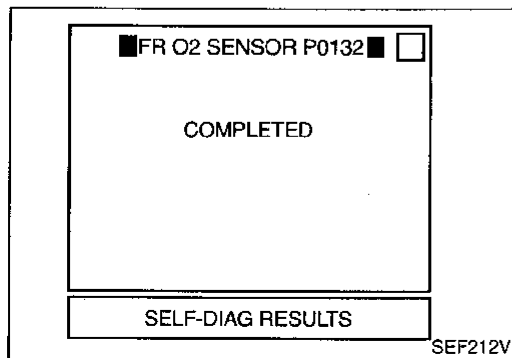 FR O2 SENSOR P0132
COMPLETED
SELF-DIAG RESULTS
SEF212V